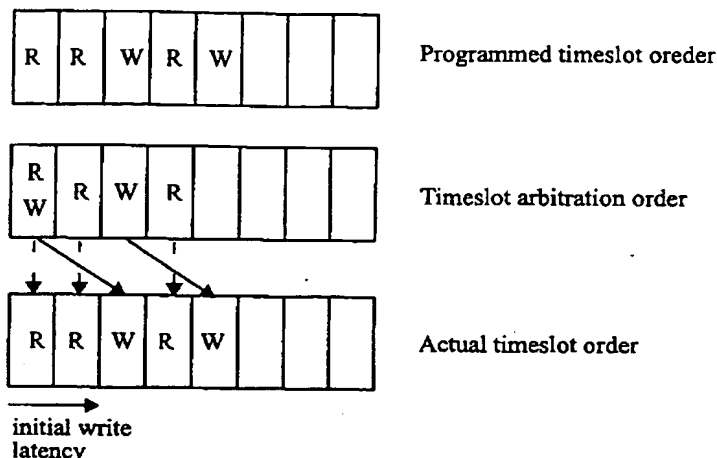 R R W R W
Programmed timeslot oreder
R
W R W R
Timeslot arbitration order
R R W R W
Actual timeslot order
initial write
latency